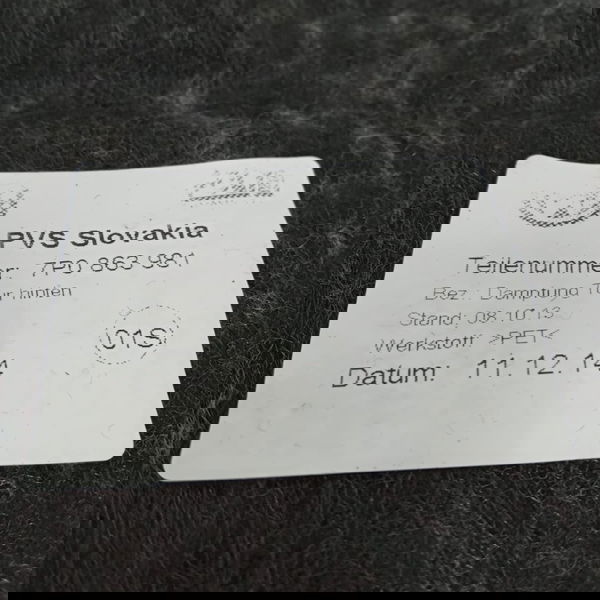 PVS Slovakia
Teilenummer: 7P0 863 981
Bez.: Dämpfung Tür hinten
Stand: 08.10.13
01S
Werkstoff: >PET<
Datum: 11.12.14